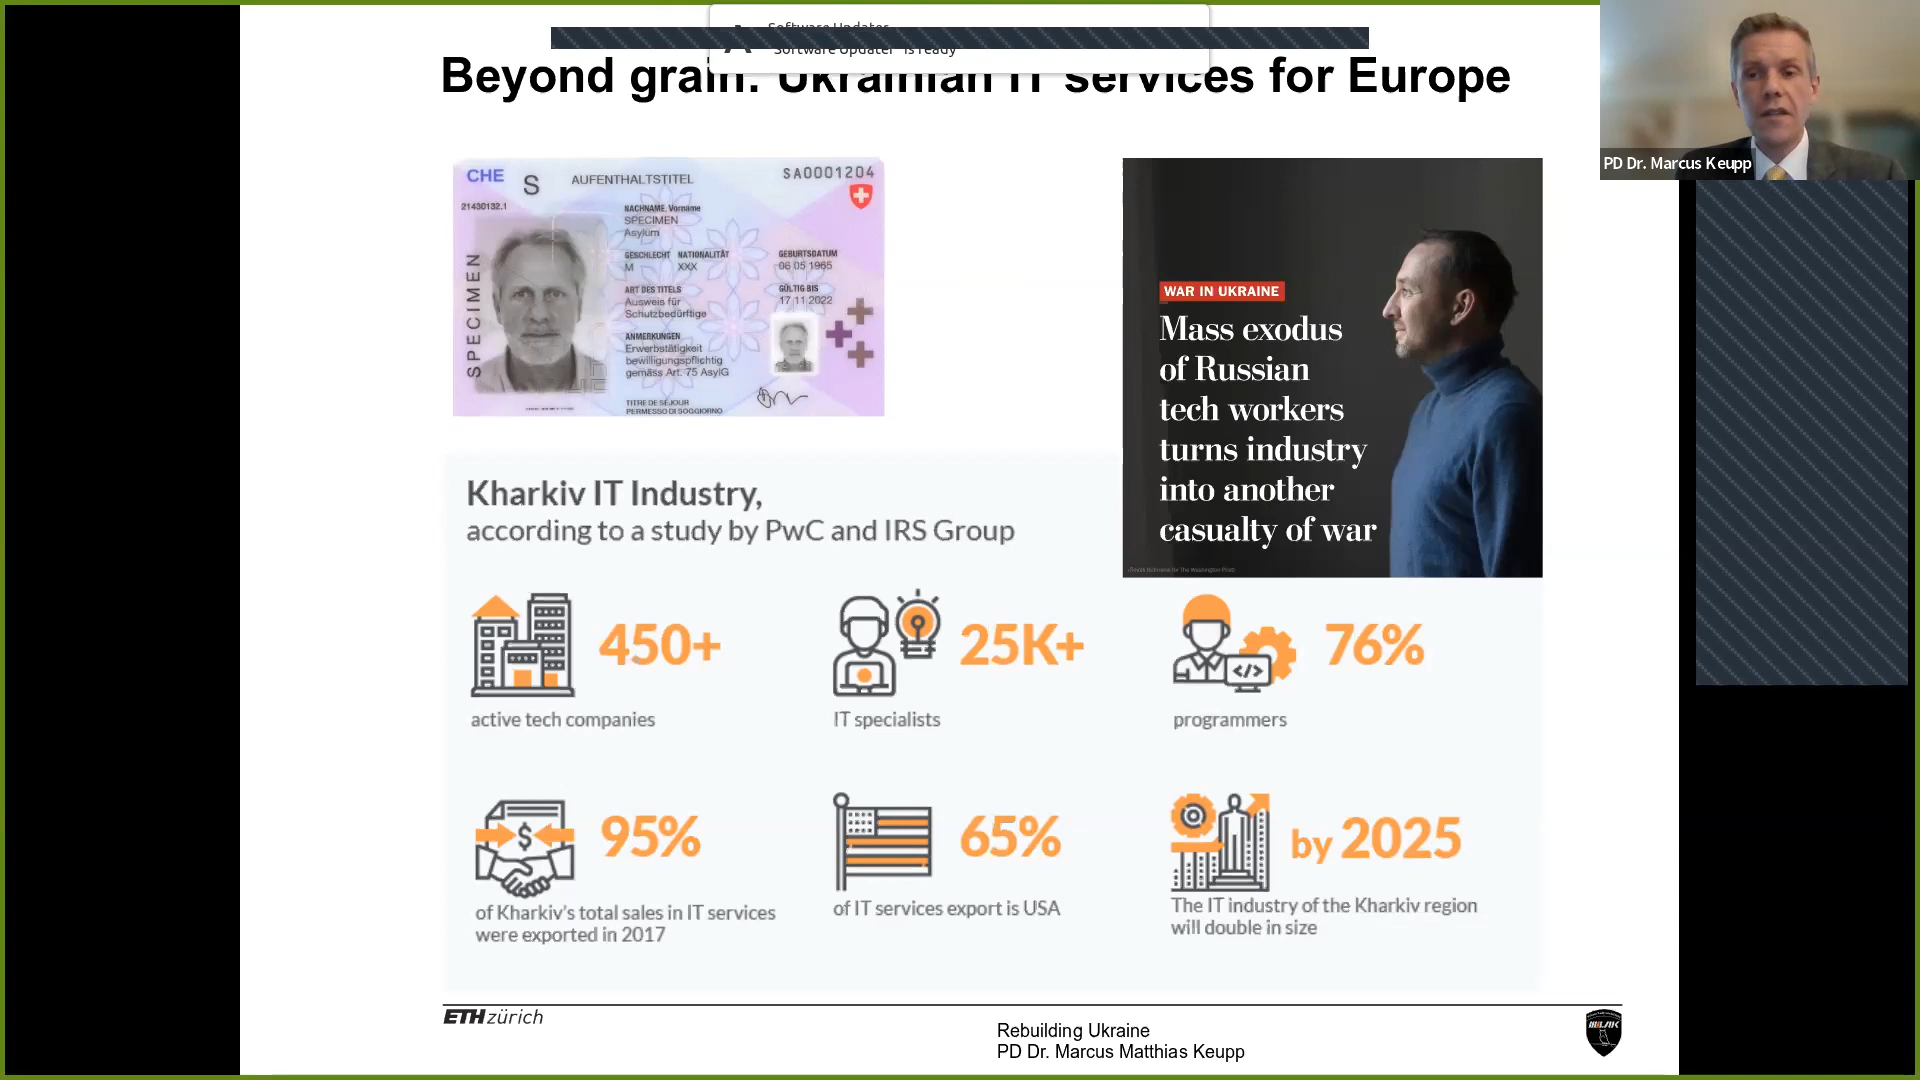 Software Updater
"Software Updater" is ready
Beyond grain: Ukrainian IT services for Europe
PD Dr. Marcus Keupp
CHE
S
AUFENTHALTSTITEL
SA0001204
21430132.1
NACHNAME, Vorname
SPECIMEN
Asylum
GESCHLECHT NATIONALITÄT
M XXX
GEBURTSDATUM
06 05 1965
ART DES TITELS
Ausweis für
Schutzbedürftige
GÜLTIG BIS
17 11 2022
ANMERKUNGEN
Erwerbstätigkeit
bewilligungspflichtig
gemäss Art. 75 AsylG
TITRE DE SÉJOUR
PERMESSO DI SOGGIORNO
SPECIMEN
WAR IN UKRAINE
Mass exodus
of Russian
tech workers
turns industry
into another
casualty of war
Kharkiv IT Industry,
according to a study by PwC and IRS Group
450+
active tech companies
25K+
IT specialists
</>
76%
programmers
$
95%
of Kharkiv's total sales in IT services
were exported in 2017
65%
of IT services export is USA
by 2025
The IT industry of the Kharkiv region
will double in size
ETH zürich
Rebuilding Ukraine
PD Dr. Marcus Matthias Keupp